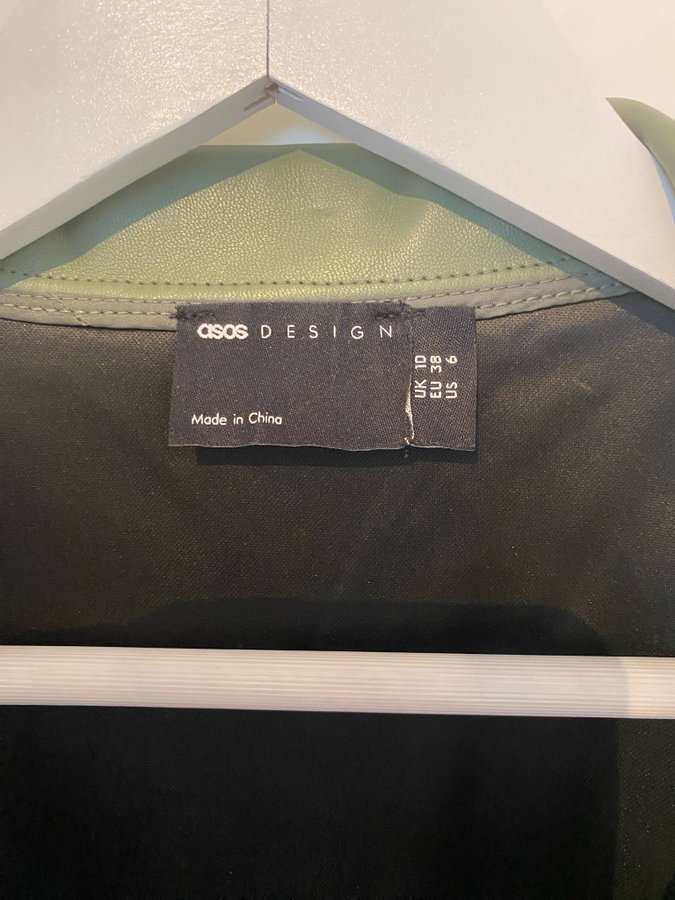 asos DESIGN
Made in China
UK 10
EU 38
US 6